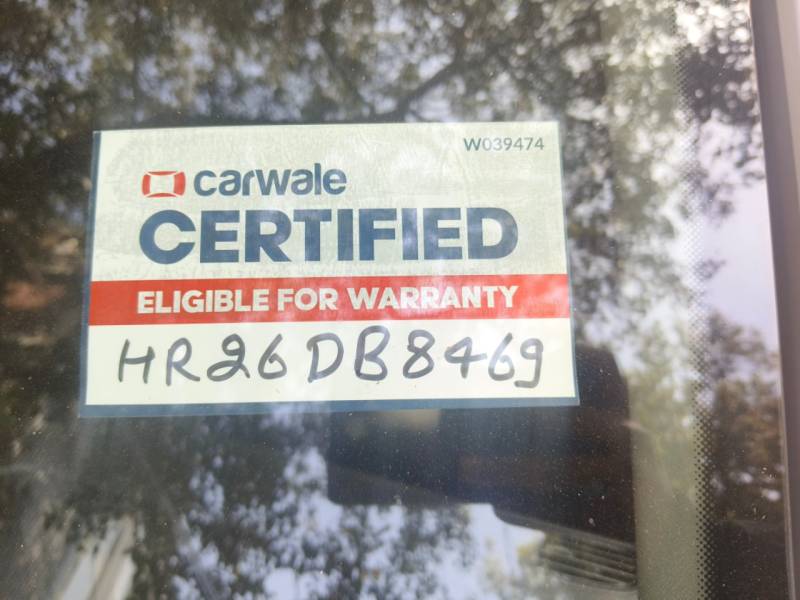 W039474
carwale
CERTIFIED
ELIGIBLE FOR WARRANTY
HR26DB8469